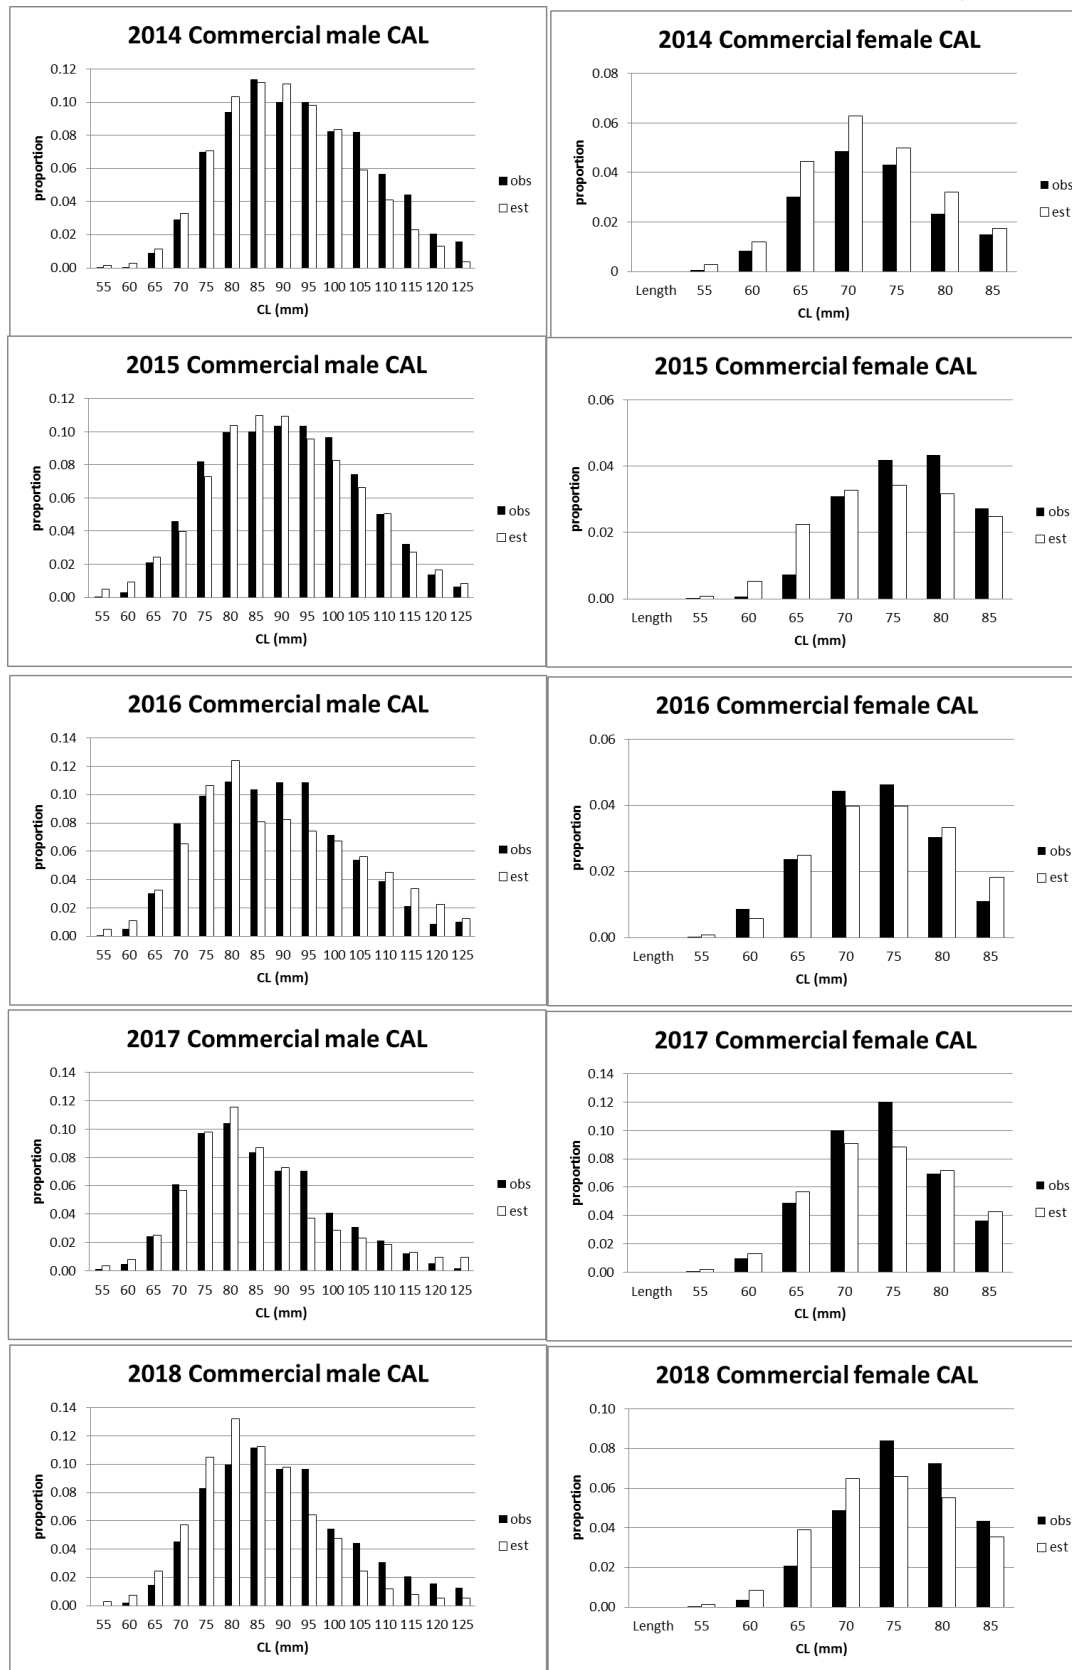 2014 Commercial male CAL
0.12
0.10
0.08
0.06
0.04
0.02
0.00
proportion
obs
est
55 60 65 70 75 80 85 90 95 100 105 110 115 120 125
CL (mm)
2014 Commercial female CAL
0.08
0.06
0.04
0.02
0
proportion
obs
est
Length 55 60 65 70 75 80 85
CL (mm)
2015 Commercial male CAL
0.12
0.10
0.08
0.06
0.04
0.02
0.00
proportion
obs
est
55 60 65 70 75 80 85 90 95 100 105 110 115 120 125
CL (mm)
2015 Commercial female CAL
0.06
0.04
0.02
0.00
proportion
obs
est
Length 55 60 65 70 75 80 85
CL (mm)
2016 Commercial male CAL
0.14
0.12
0.10
0.08
0.06
0.04
0.02
0.00
proportion
obs
est
55 60 65 70 75 80 85 90 95 100 105 110 115 120 125
CL (mm)
2016 Commercial female CAL
0.06
0.04
0.02
0.00
proportion
obs
est
Length 55 60 65 70 75 80 85
CL (mm)
2017 Commercial male CAL
0.14
0.12
0.10
0.08
0.06
0.04
0.02
0.00
proportion
obs
est
55 60 65 70 75 80 85 90 95 100 105 110 115 120 125
CL (mm)
2017 Commercial female CAL
0.14
0.12
0.10
0.08
0.06
0.04
0.02
0.00
proportion
obs
est
Length 55 60 65 70 75 80 85
CL (mm)
2018 Commercial male CAL
0.14
0.12
0.10
0.08
0.06
0.04
0.02
0.00
proportion
obs
est
55 60 65 70 75 80 85 90 95 100 105 110 115 120 125
CL (mm)
2018 Commercial female CAL
0.10
0.08
0.06
0.04
0.02
0.00
proportion
obs
est
Length 55 60 65 70 75 80 85
CL (mm)